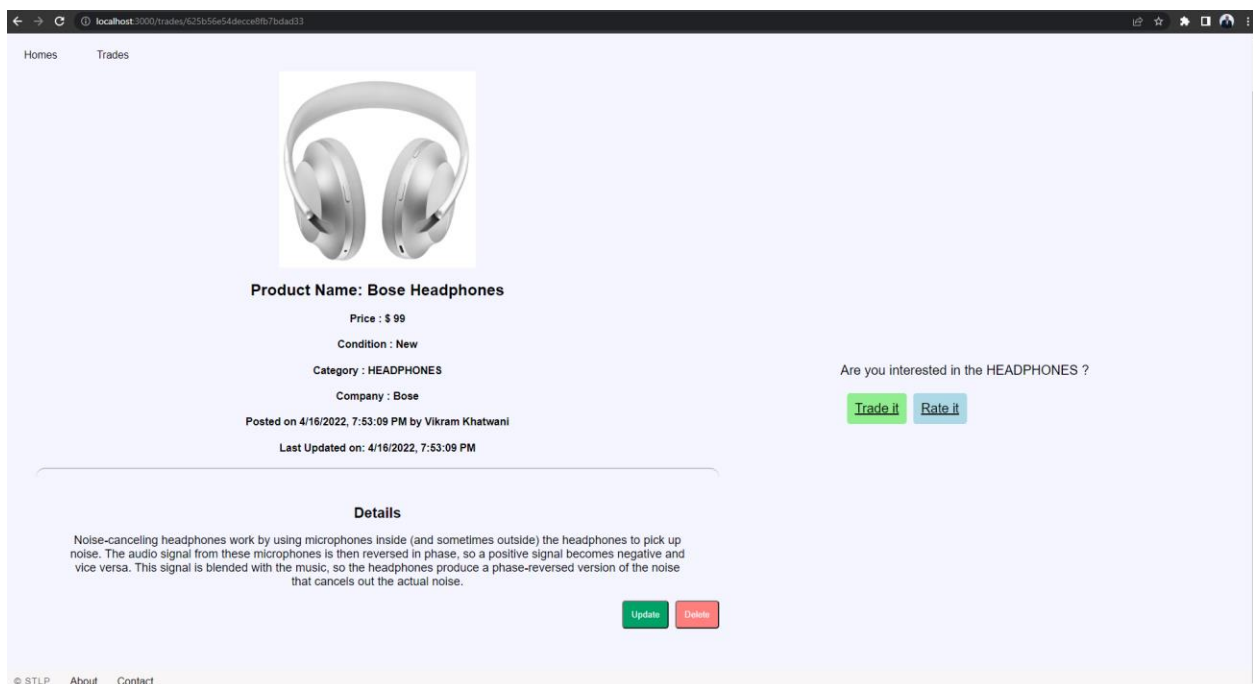 localhost:3000/trades/625b56e54decce8fb7bdad33
Homes Trades
Product Name: Bose Headphones
Price : $ 99
Condition : New
Category : HEADPHONES
Company : Bose
Posted on 4/16/2022, 7:53:09 PM by Vikram Khatwani
Last Updated on: 4/16/2022, 7:53:09 PM
Details
Noise-canceling headphones work by using microphones inside (and sometimes outside) the headphones to pick up
noise. The audio signal from these microphones is then reversed in phase, so a positive signal becomes negative and
vice versa. This signal is blended with the music, so the headphones produce a phase-reversed version of the noise
that cancels out the actual noise.
Update Delete
Are you interested in the HEADPHONES ?
Trade it Rate it
© STLP About Contact